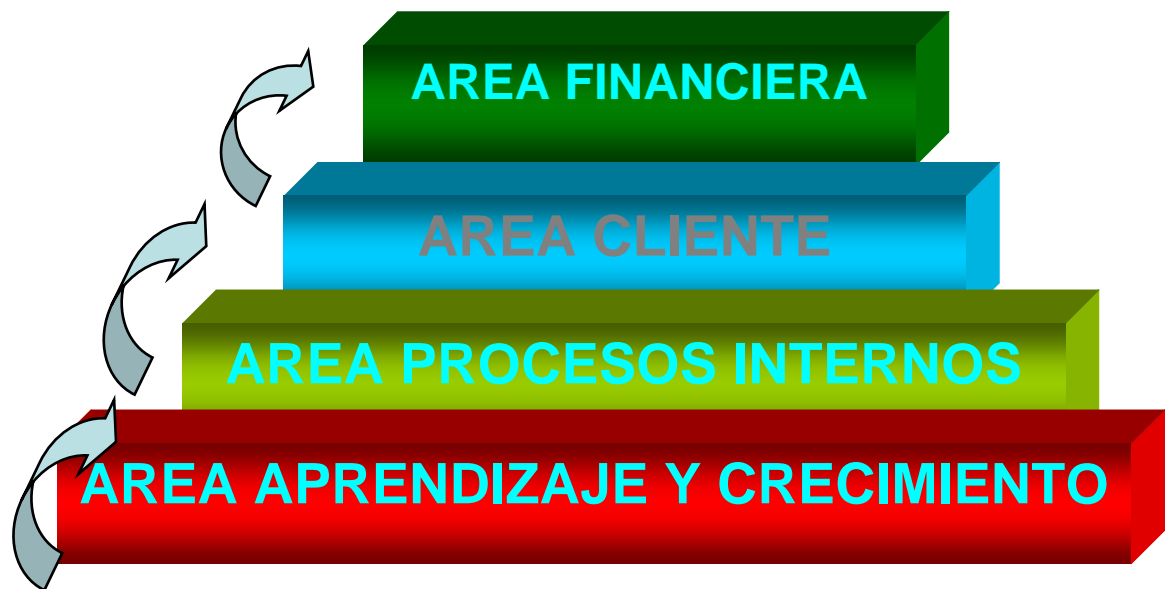 AREA FINANCIERA
AREA CLIENTE
AREA PROCESOS INTERNOS
AREA APRENDIZAJE Y CRECIMIENTO